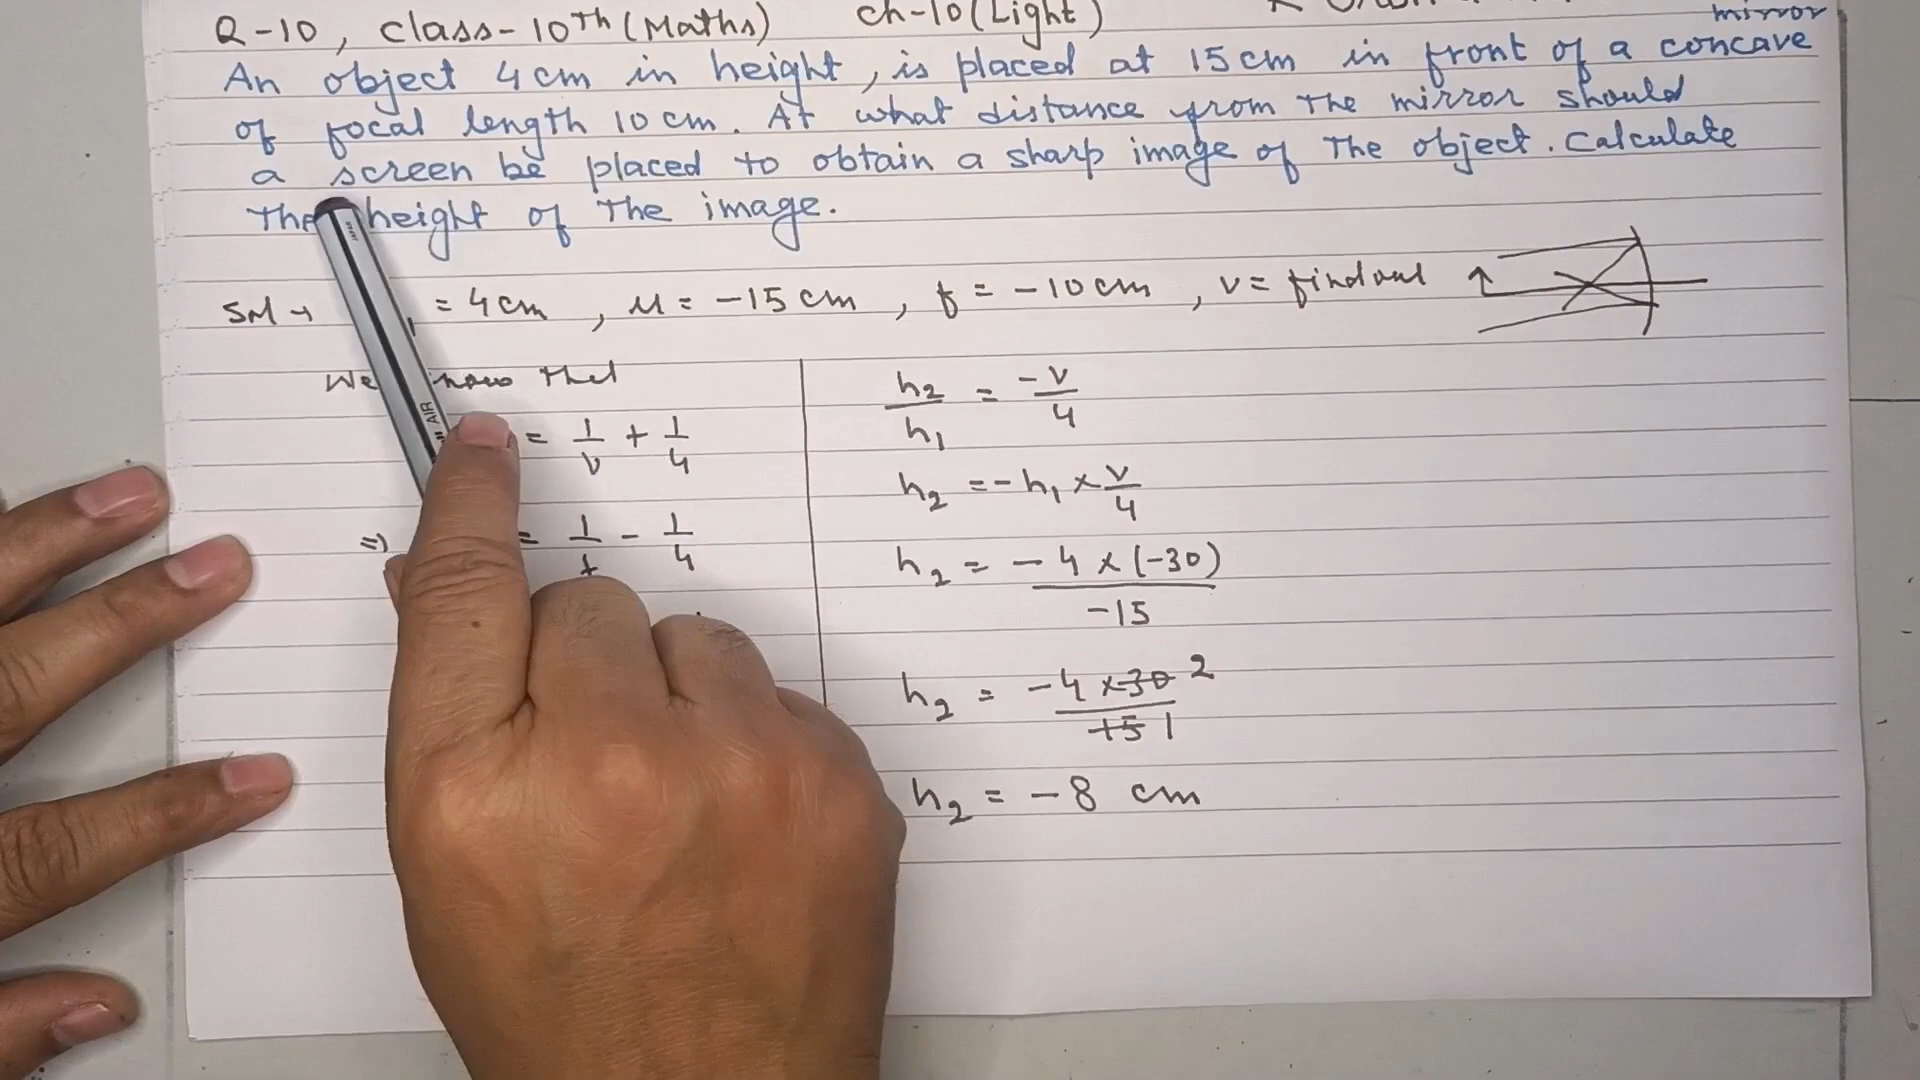 Q-10, class-10Th (Maths) ch-10 (Light)
mirror
An object 4 cm in height, is placed at 15 cm in front of a concave
of focal length 10 cm. At what distance from The mirror should
a screen be placed to obtain a sharp image of The object. Calculate
The height of The image.
Sol → = 4 cm, u = -15 cm, f = -10 cm, v = find out
We know That
= 1/v + 1/u
⇒ = 1/f - 1/u
h2/h1 = -v/u
h2 = - h1 × v/u
h2 = - 4 × (-30) / -15
h2 = - 4 × 30 2 / 15 1
h2 = - 8 cm
AIR